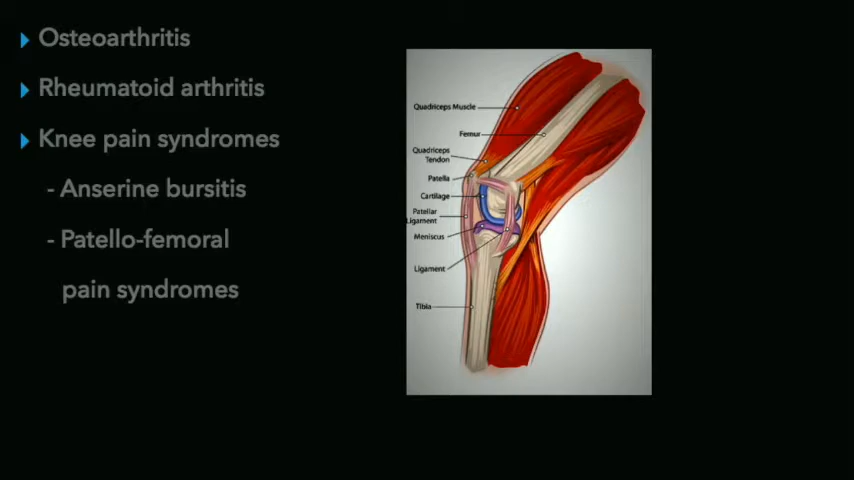 Osteoarthritis
Rheumatoid arthritis
Knee pain syndromes
- Anserine bursitis
- Patello-femoral
pain syndromes
Quadriceps Muscle
Femur
Quadriceps
Tendon
Patella
Cartilage
Patellar
Ligament
Meniscus
Ligament
Tibia